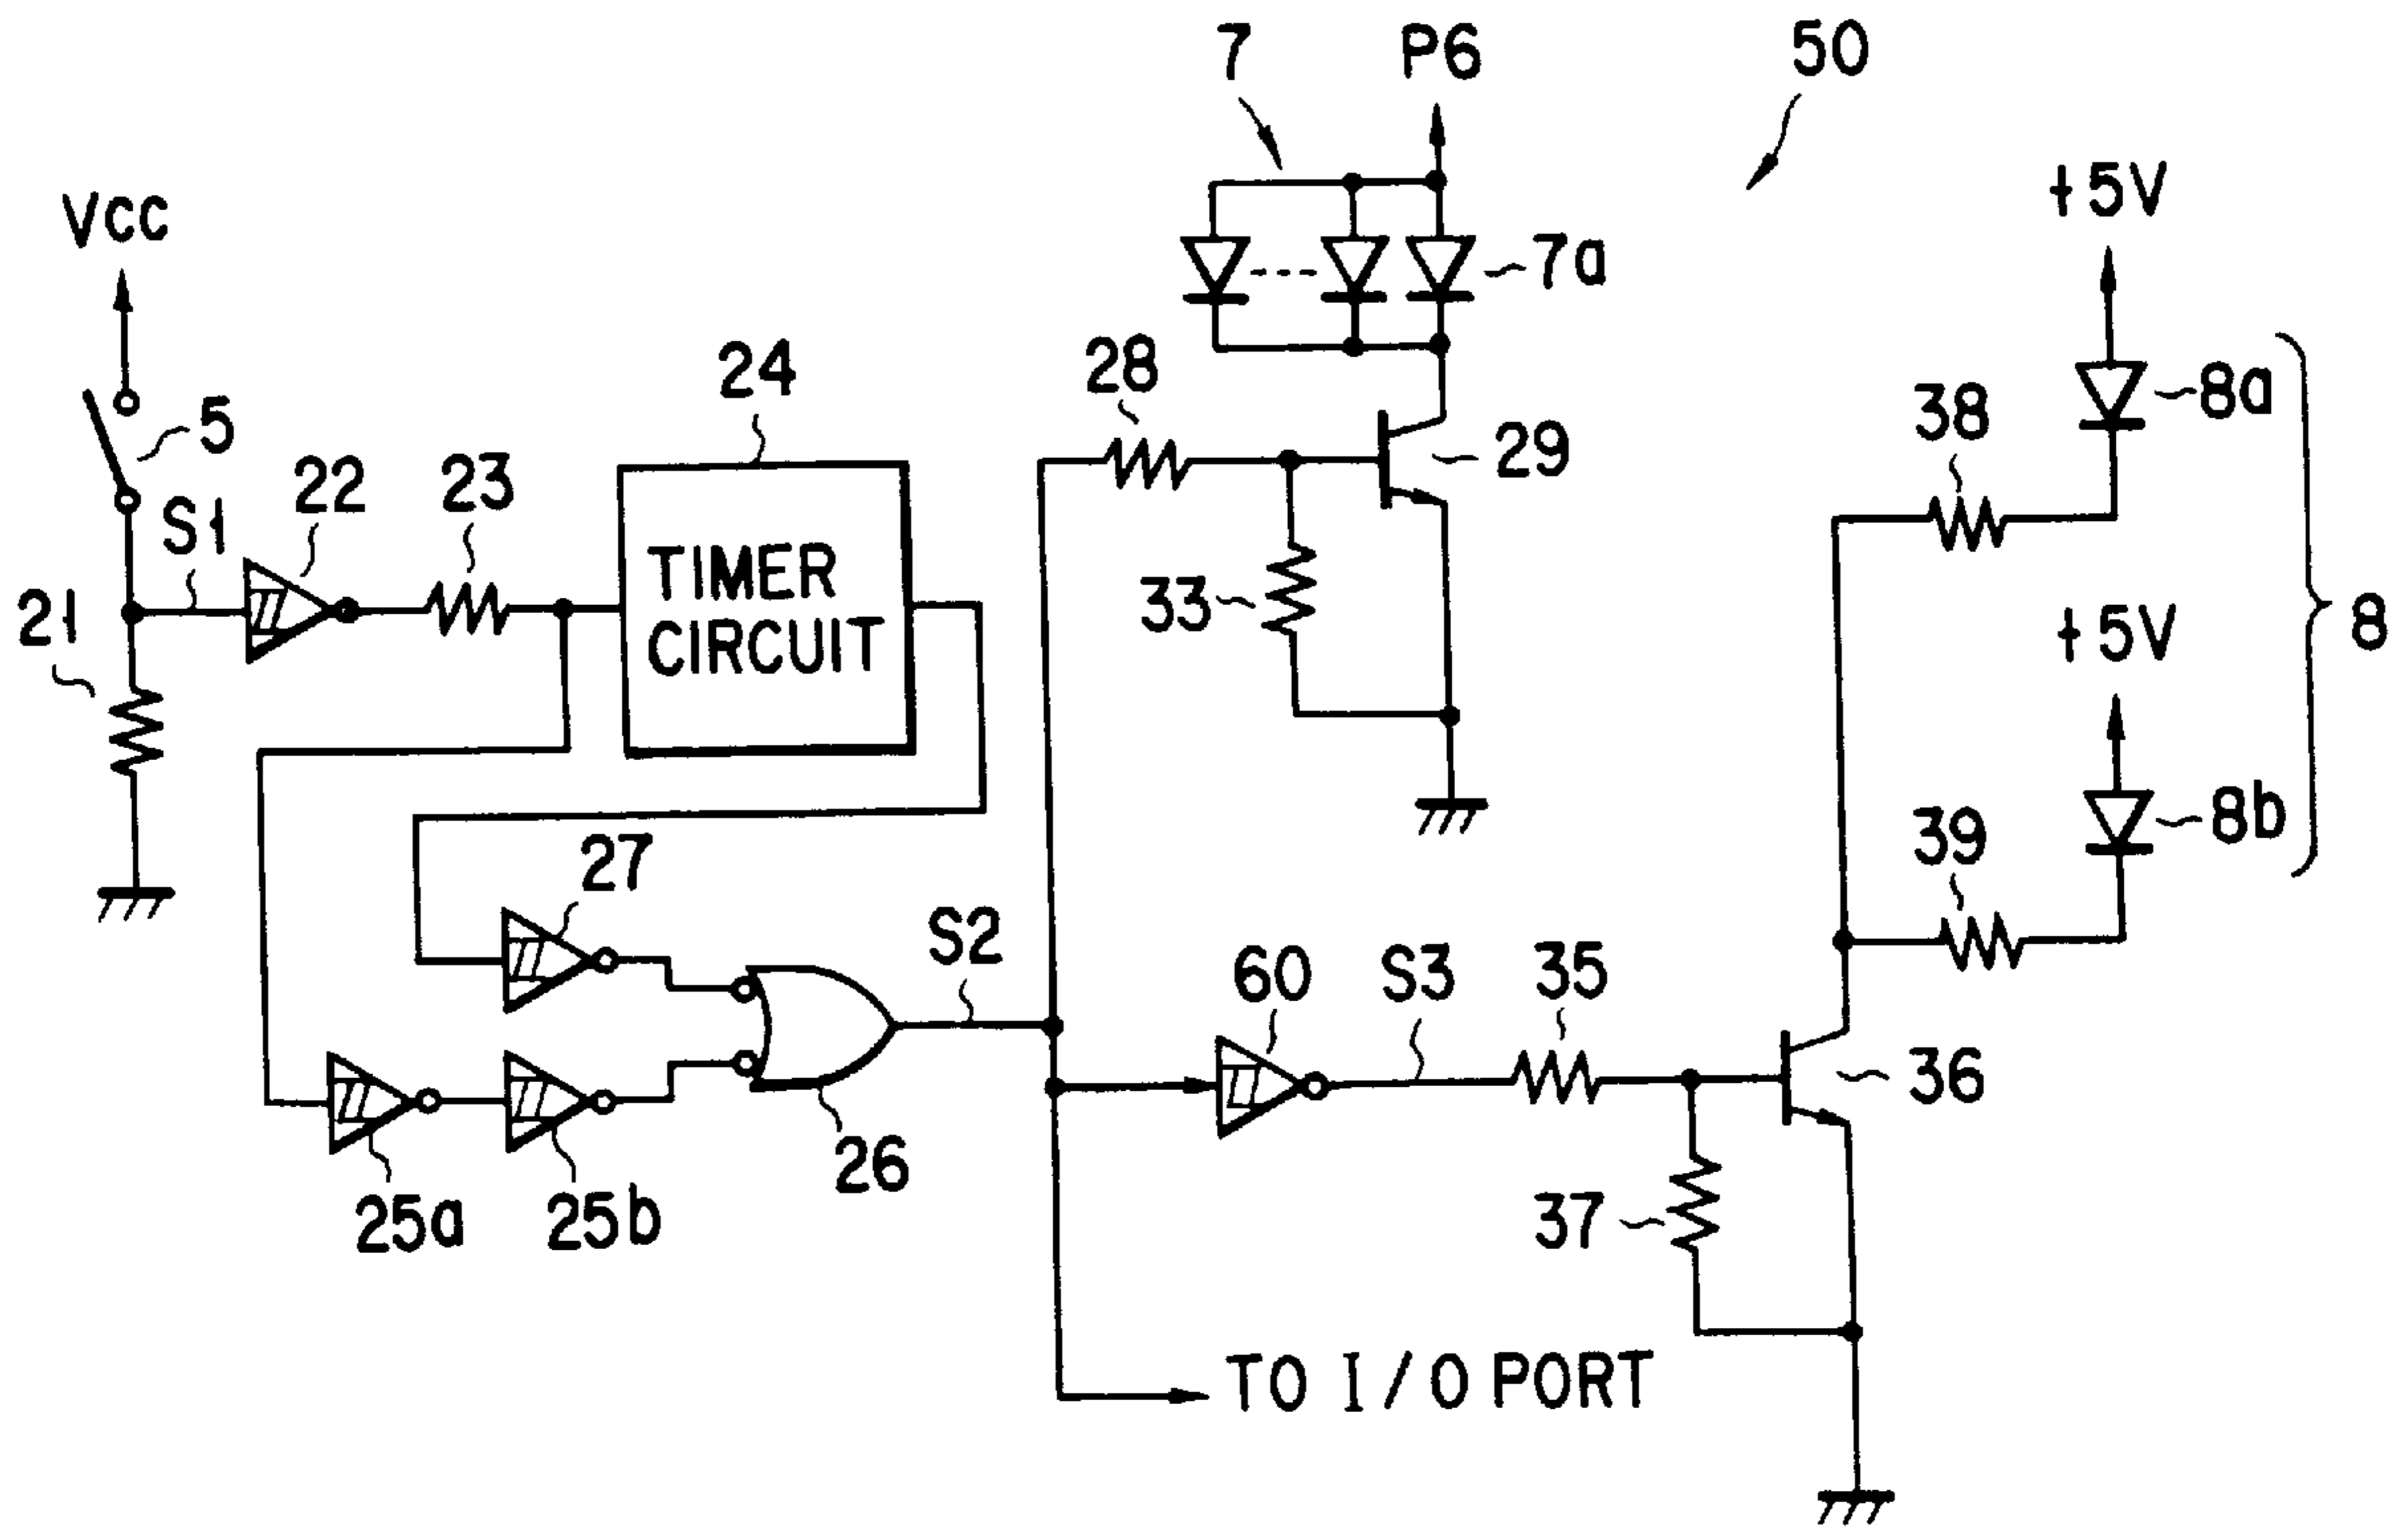 7
P6
50
VCC
+5V
7a
5
24
28
8a
38
29
S1
22
23
TIMER
CIRCUIT
21
33
+5V
8
27
39
8b
S2
60
S3
35
36
26
25a
25b
37
TO I/O PORT